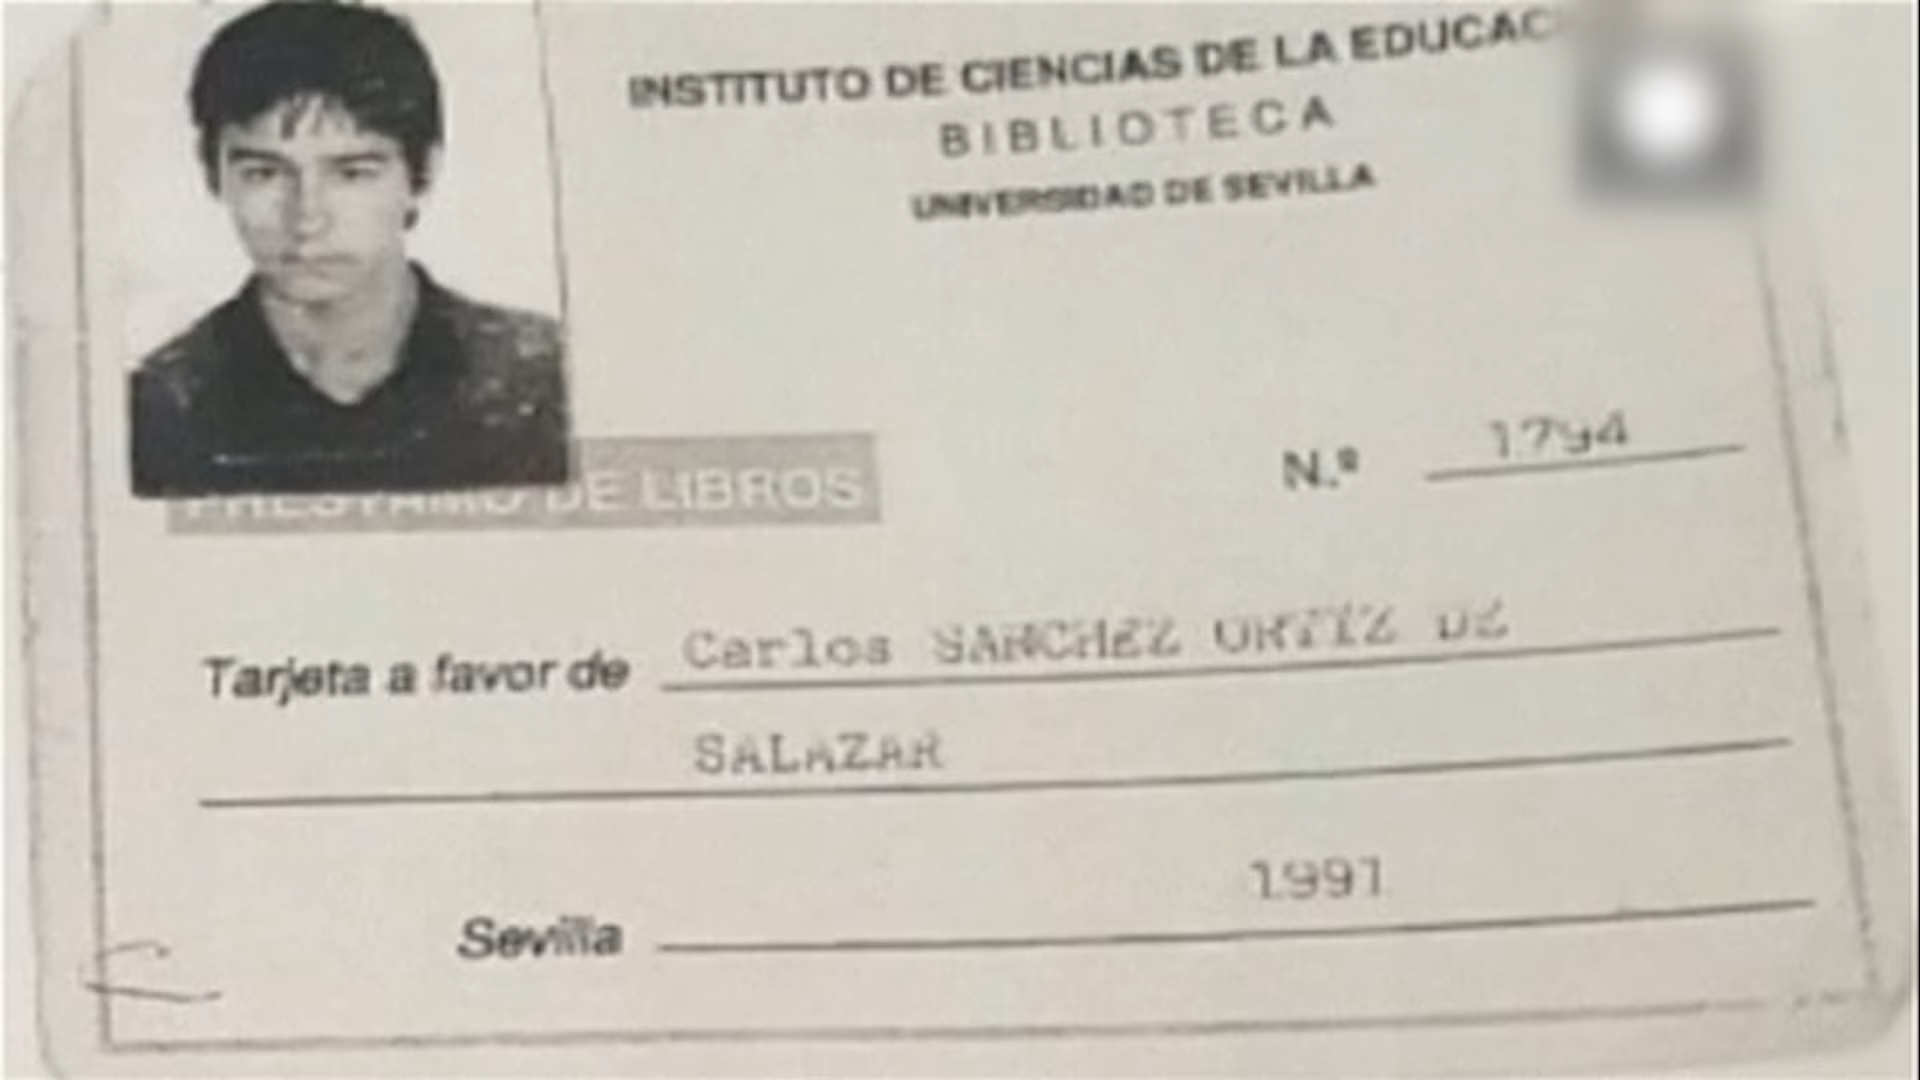 INSTITUTO DE CIENCIAS DE LA EDUCAC
BIBLIOTECA
UNIVERSIDAD DE SEVILLA
PRESTAMO DE LIBROS
N.º 1794
Tarjeta a favor de Carlos SANCHEZ ORTIZ DE
SALAZAR
1991
Sevilla